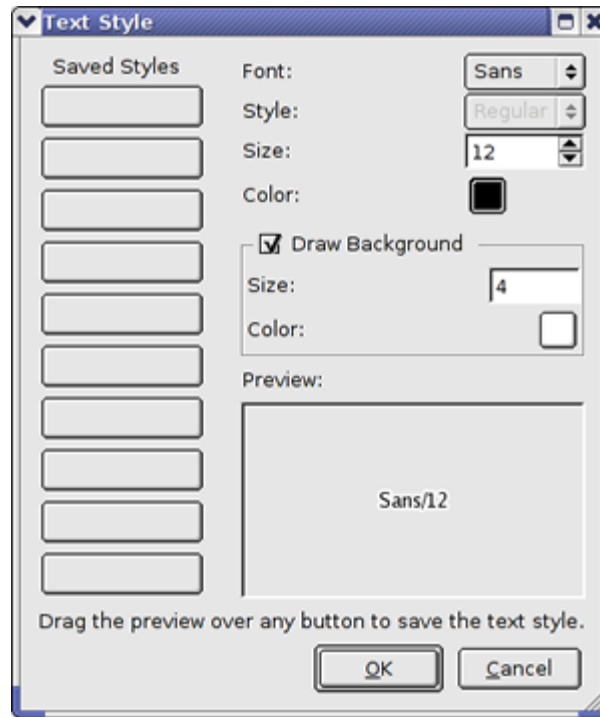 Text Style
Saved Styles
Font:
Sans
Style:
Regular
Size:
12
Color:
Draw Background
Size:
4
Color:
Preview:
Sans/12
Drag the preview over any button to save the text style.
OK
Cancel